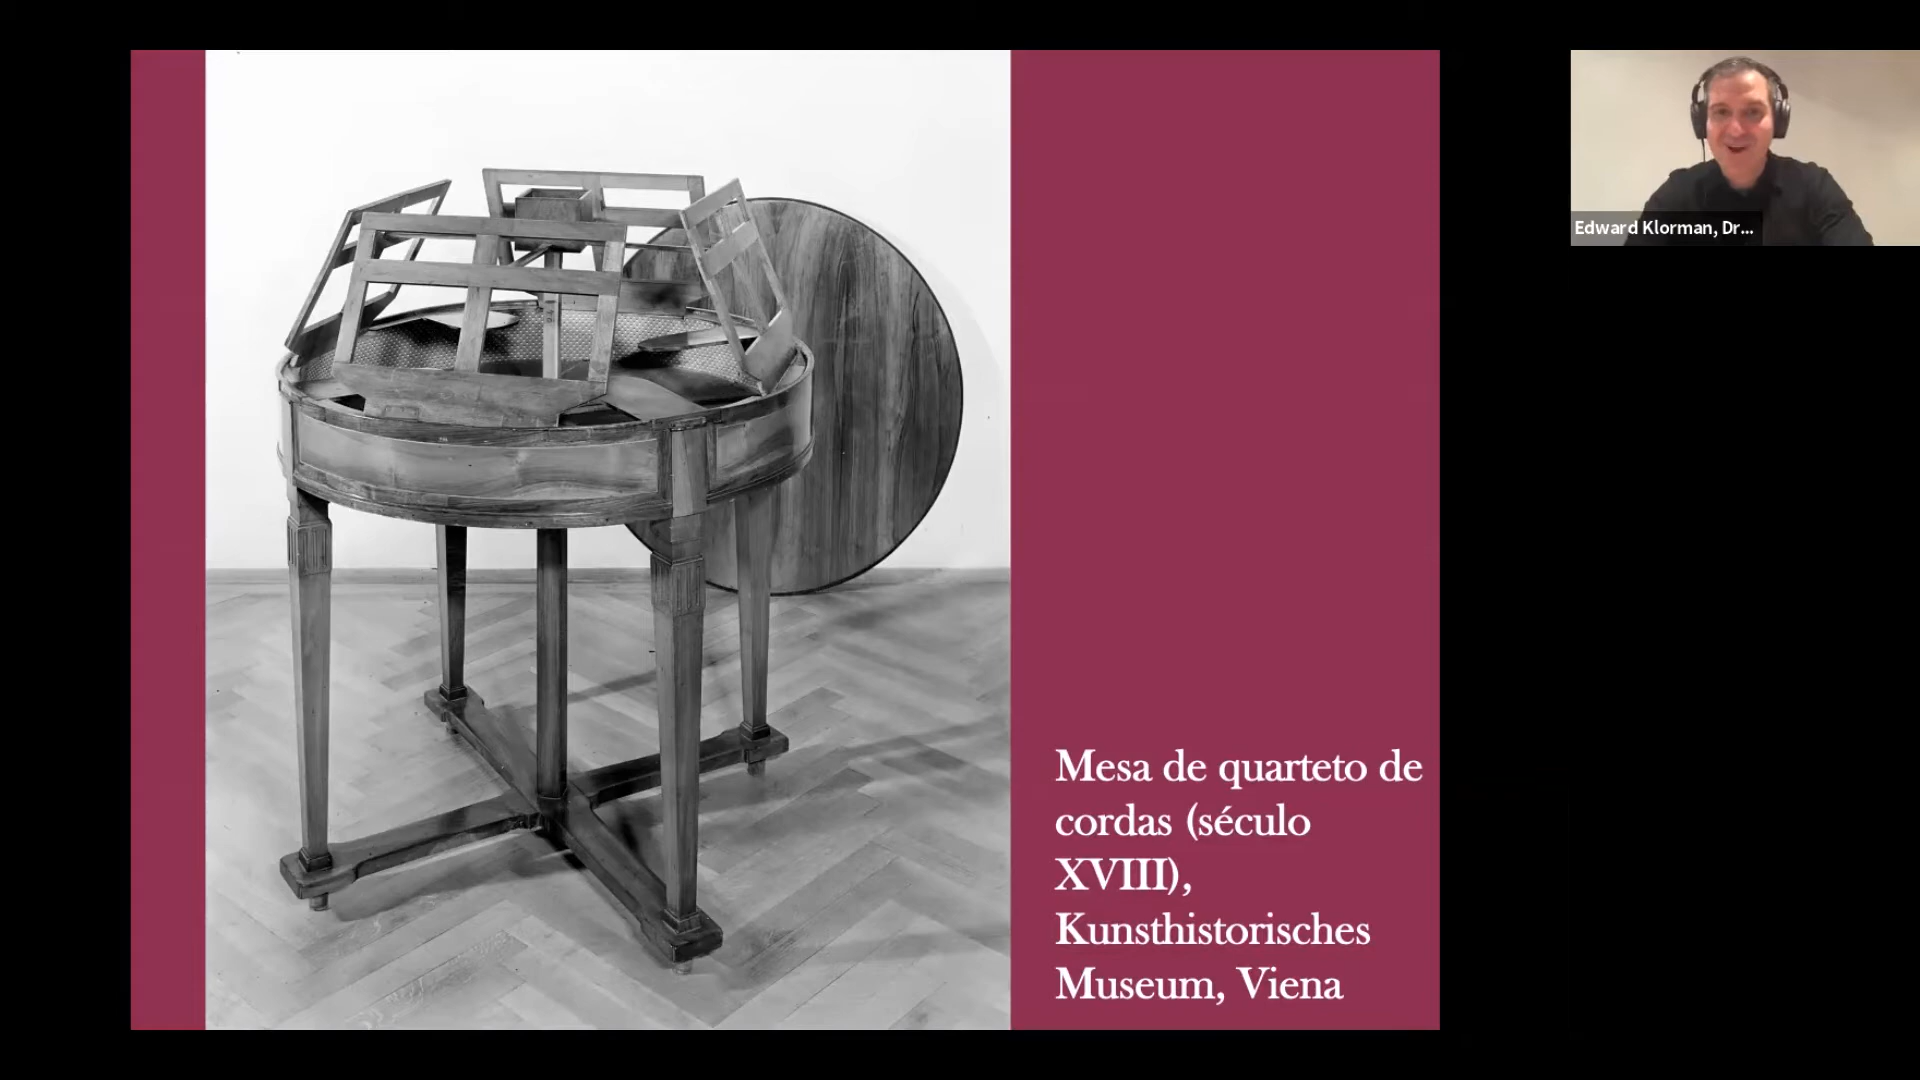 Edward Klorman, Dr...
Mesa de quarteto de
cordas (século
XVIII),
Kunsthistorisches
Museum, Viena